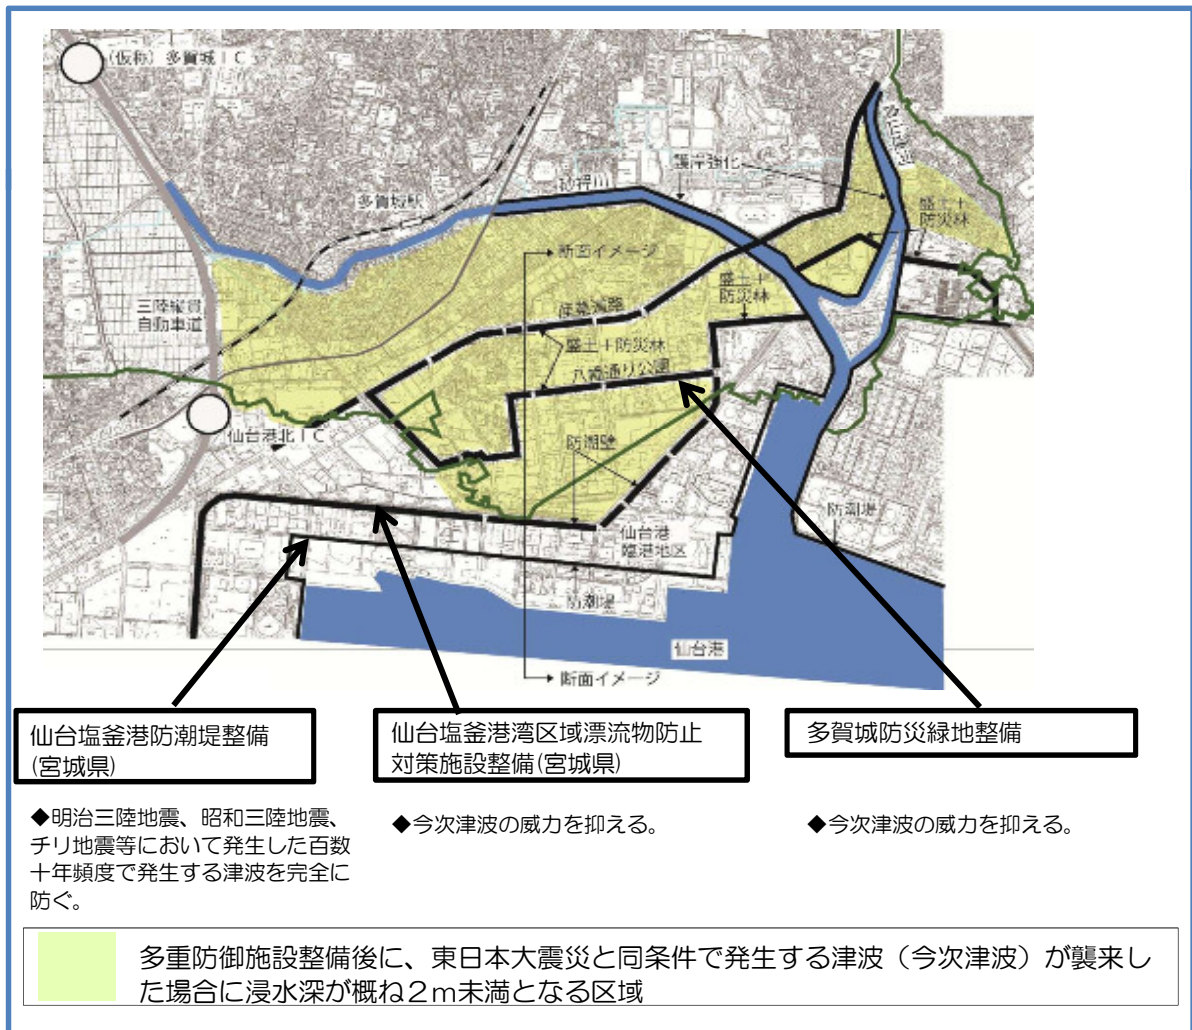 (仮称)多賀城IC
護岸強化
砂押川
多賀城駅
盛土+
防災林
断面イメージ
盛土+
防災林
三陸縦貫
自動車道
盛土+防災林
八幡通り公園
仙台港北IC
防潮壁
防潮堤
仙台港
臨港地区
防潮堤
仙台港
断面イメージ
仙台塩釜港防潮堤整備
(宮城県)
仙台塩釜港湾区域漂流物防止
対策施設整備(宮城県)
多賀城防災緑地整備
◆明治三陸地震、昭和三陸地震、
チリ地震等において発生した百数
十年頻度で発生する津波を完全に
防ぐ。
◆今次津波の威力を抑える。
◆今次津波の威力を抑える。
多重防御施設整備後に、東日本大震災と同条件で発生する津波（今次津波）が襲来し
た場合に浸水深が概ね２ｍ未満となる区域